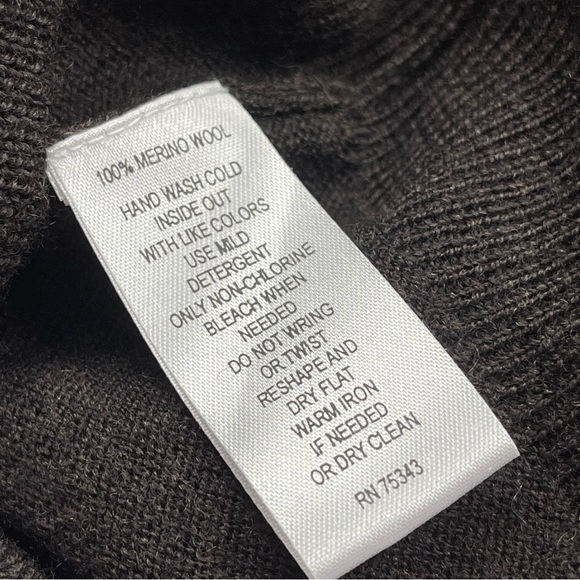 100% MERINO WOOL
HAND WASH COLD
INSIDE OUT
WITH LIKE COLORS
USE MILD
DETERGENT
ONLY NON-CHLORINE
BLEACH WHEN
NEEDED
DO NOT WRING
OR TWIST
RESHAPE AND
DRY FLAT
WARM IRON
IF NEEDED
OR DRY CLEAN
RN 75343